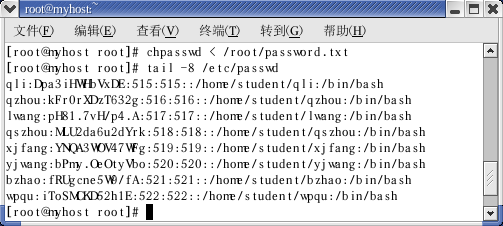 root@myhost:~
文件(F) 编辑(E) 查看(V) 终端(T) 转到(G) 帮助(H)
[root@myhost root]# chpasswd < /root/password.txt
[root@myhost root]# tail -8 /etc/passwd
qli:Dpa3iHWHbVxDE:515:515::/home/student/qli:/bin/bash
qzhou:kFr0rXDzT632g:516:516::/home/student/qzhou:/bin/bash
lwang:pH81.7vH/p4.A:517:517::/home/student/lwang:/bin/bash
qszhou:MLU2da6u2dYrk:518:518::/home/student/qszhou:/bin/bash
xjfang:YNQA3WOV47WFg:519:519::/home/student/xjfang:/bin/bash
yjwang:bPmy.OeOtyVbo:520:520::/home/student/yjwang:/bin/bash
bzhao:fRUgcne5W9/fA:521:521::/home/student/bzhao:/bin/bash
wpqu:iToSMCKD52h1E:522:522::/home/student/wpqu:/bin/bash
[root@myhost root]#